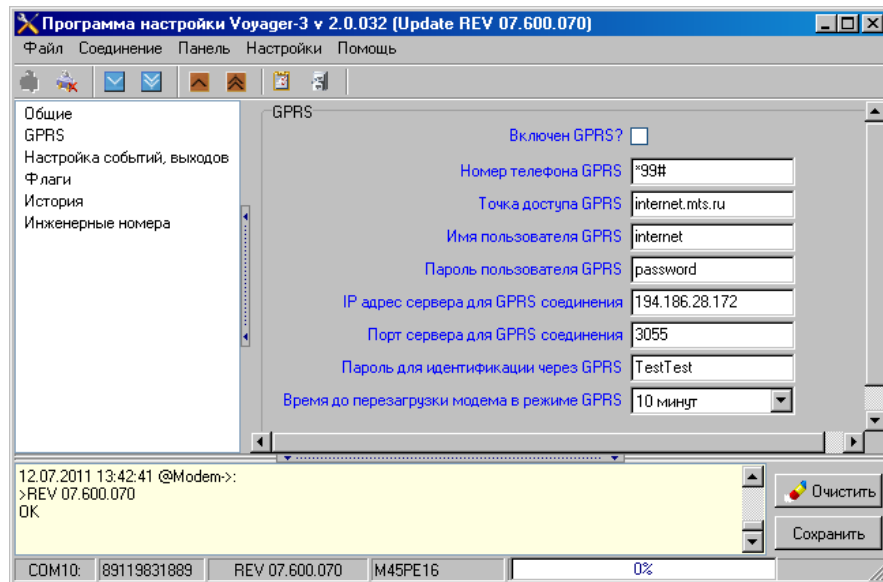 Программа настройки Voyager-3 v 2.0.032 (Update REV 07.600.070)
Файл Соединение Панель Настройки Помощь
Общие
GPRS
Настройка событий, выходов
Флаги
История
Инженерные номера
GPRS
Включен GPRS?
Номер телефона GPRS *99#
Точка доступа GPRS internet.mts.ru
Имя пользователя GPRS internet
Пароль пользователя GPRS password
IP адрес сервера для GPRS соединения 194.186.28.172
Порт сервера для GPRS соединения 3055
Пароль для идентификации через GPRS TestTest
Время до перезагрузки модема в режиме GPRS 10 минут
12.07.2011 13:42:41 @Modem->:
>REV 07.600.070
OK
Очистить
Сохранить
COM10: 89119831889 REV 07.600.070 M45PE16 0%